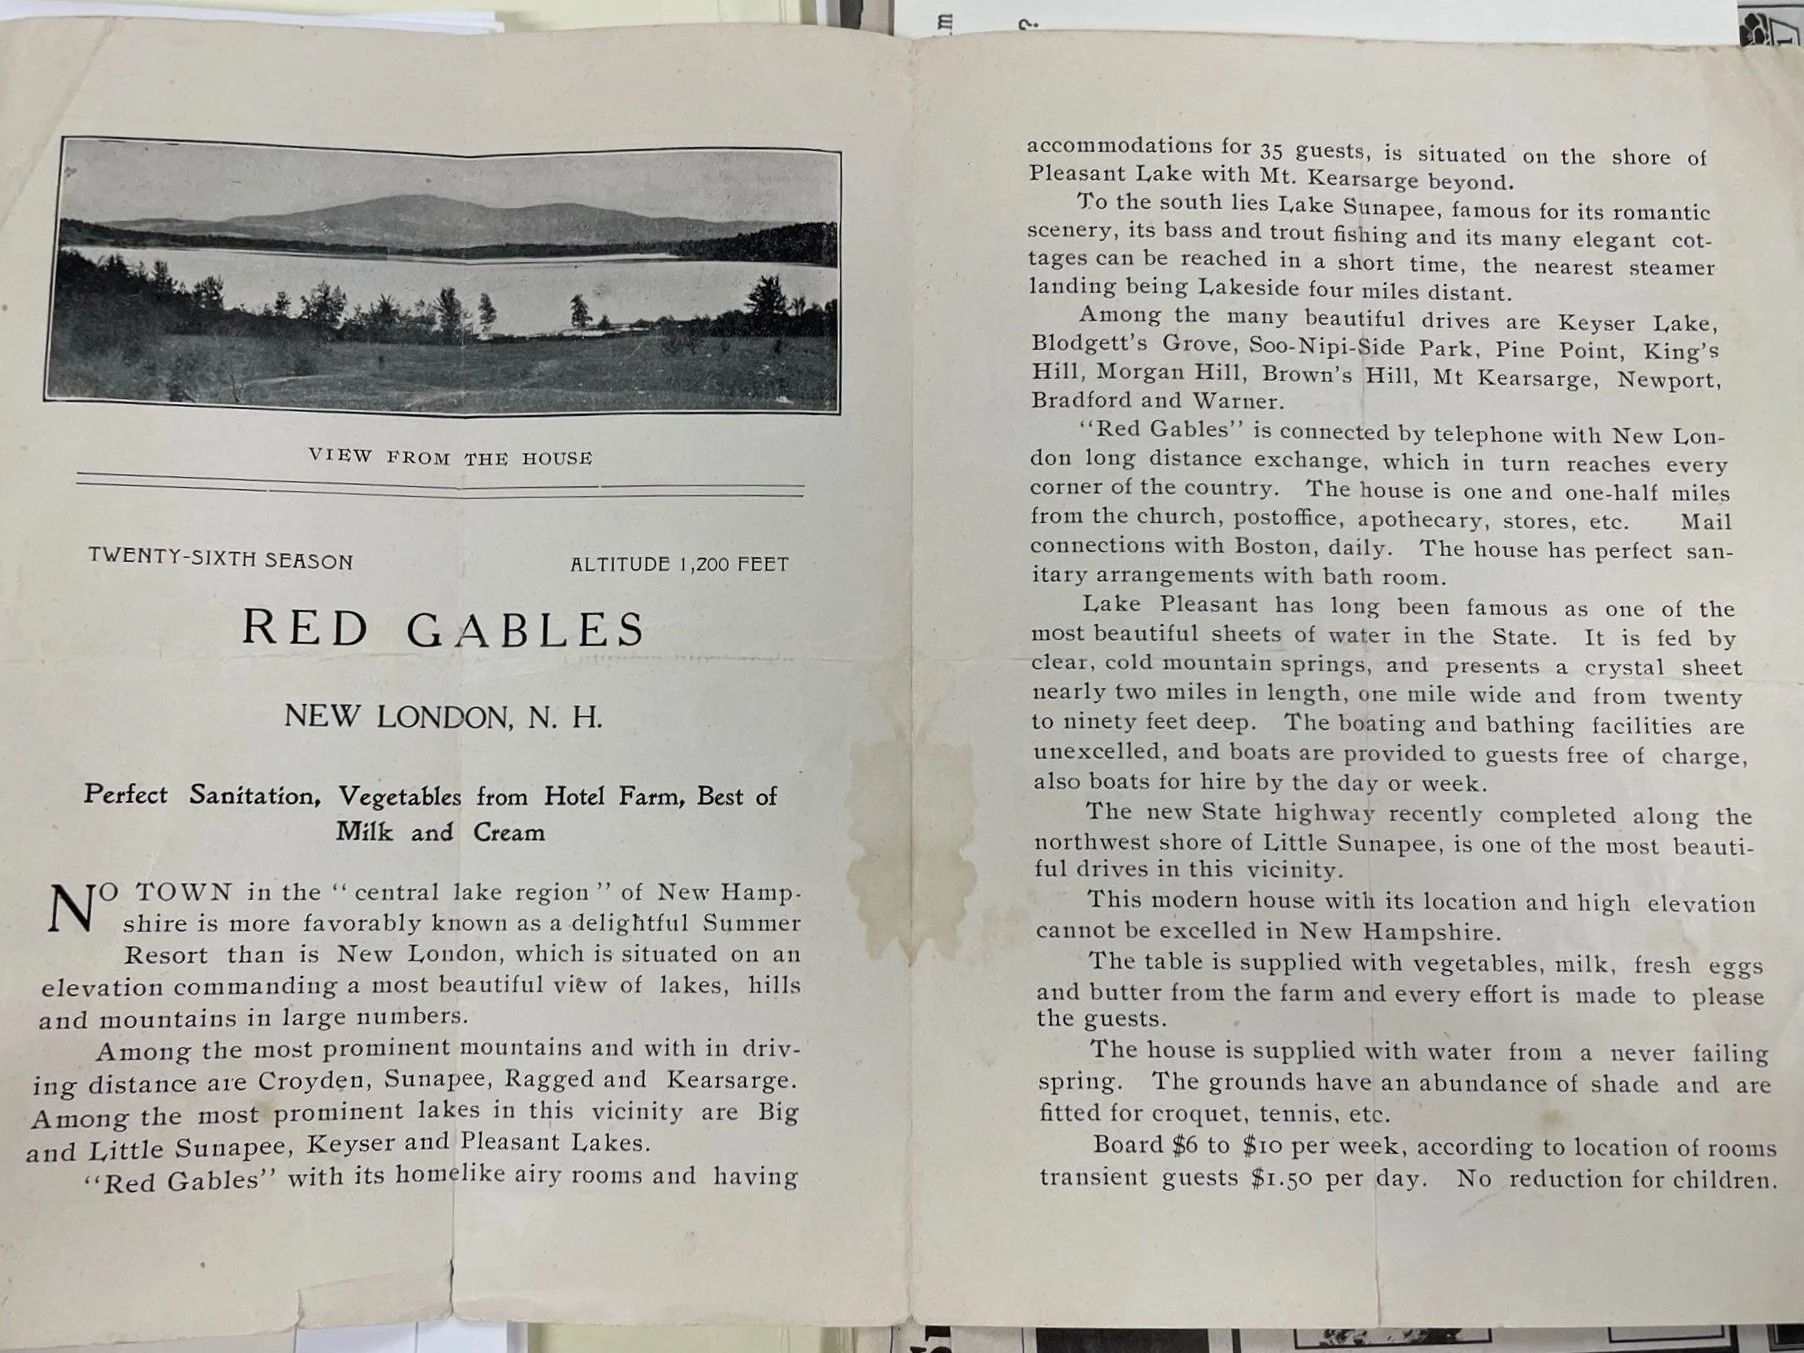 VIEW FROM THE HOUSE
TWENTY-SIXTH SEASON
ALTITUDE 1,200 FEET
RED GABLES
NEW LONDON, N. H.
Perfect Sanitation, Vegetables from Hotel Farm, Best of
Milk and Cream
NO TOWN in the "central lake region" of New Hamp-
shire is more favorably known as a delightful Summer
Resort than is New London, which is situated on an
elevation commanding a most beautiful view of lakes, hills
and mountains in large numbers.
Among the most prominent mountains and with in driv-
ing distance are Croyden, Sunapee, Ragged and Kearsarge.
Among the most prominent lakes in this vicinity are Big
and Little Sunapee, Keyser and Pleasant Lakes.
"Red Gables" with its homelike airy rooms and having
accommodations for 35 guests, is situated on the shore of
Pleasant Lake with Mt. Kearsarge beyond.
To the south lies Lake Sunapee, famous for its romantic
scenery, its bass and trout fishing and its many elegant cot-
tages can be reached in a short time, the nearest steamer
landing being Lakeside four miles distant.
Among the many beautiful drives are Keyser Lake,
Blodgett's Grove, Soo-Nipi-Side Park, Pine Point, King's
Hill, Morgan Hill, Brown's Hill, Mt Kearsarge, Newport,
Bradford and Warner.
"Red Gables" is connected by telephone with New Lon-
don long distance exchange, which in turn reaches every
corner of the country. The house is one and one-half miles
from the church, postoffice, apothecary, stores, etc. Mail
connections with Boston, daily. The house has perfect san-
itary arrangements with bath room.
Lake Pleasant has long been famous as one of the
most beautiful sheets of water in the State. It is fed by
clear, cold mountain springs, and presents a crystal sheet
nearly two miles in length, one mile wide and from twenty
to ninety feet deep. The boating and bathing facilities are
unexcelled, and boats are provided to guests free of charge,
also boats for hire by the day or week.
The new State highway recently completed along the
northwest shore of Little Sunapee, is one of the most beauti-
ful drives in this vicinity.
This modern house with its location and high elevation
cannot be excelled in New Hampshire.
The table is supplied with vegetables, milk, fresh eggs
and butter from the farm and every effort is made to please
the guests.
The house is supplied with water from a never failing
spring. The grounds have an abundance of shade and are
fitted for croquet, tennis, etc.
Board $6 to $10 per week, according to location of rooms
transient guests $1.50 per day. No reduction for children.